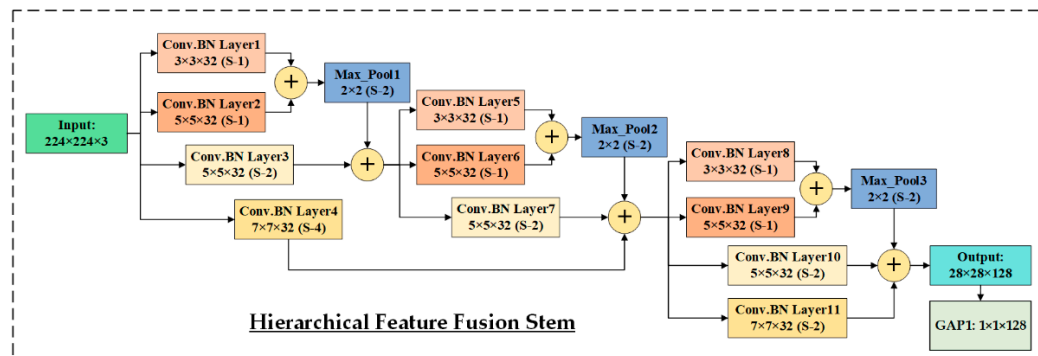 Conv.BN Layer1
3×3×32 (S-1)
+
Max_Pool1
2×2 (S-2)
Input:
224×224×3
Conv.BN Layer2
5×5×32 (S-1)
Conv.BN Layer3
5×5×32 (S-2)
+
Conv.BN Layer4
7×7×32 (S-4)
Conv.BN Layer5
3×3×32 (S-1)
+
Max_Pool2
2×2 (S-2)
Conv.BN Layer6
5×5×32 (S-1)
Conv.BN Layer7
5×5×32 (S-2)
+
Conv.BN Layer8
3×3×32 (S-1)
+
Max_Pool3
2×2 (S-2)
Conv.BN Layer9
5×5×32 (S-1)
Conv.BN Layer10
5×5×32 (S-2)
+
Output:
28×28×128
Conv.BN Layer11
7×7×32 (S-2)
GAP1: 1×1×128
Hierarchical Feature Fusion Stem